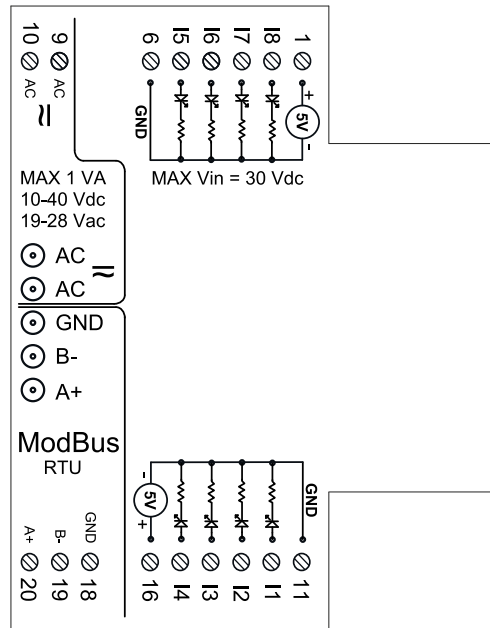 10 9 6 I5 I6 I7 I8 1
AC AC
≂
GND
+
5V
-
MAX Vin = 30 Vdc
MAX 1 VA
10-40 Vdc
19-28 Vac
AC
≂
AC
GND
B-
A+
ModBus
RTU
-
5V
+
GND
A+ B- GND
20 19 18 16 I4 I3 I2 I1 11